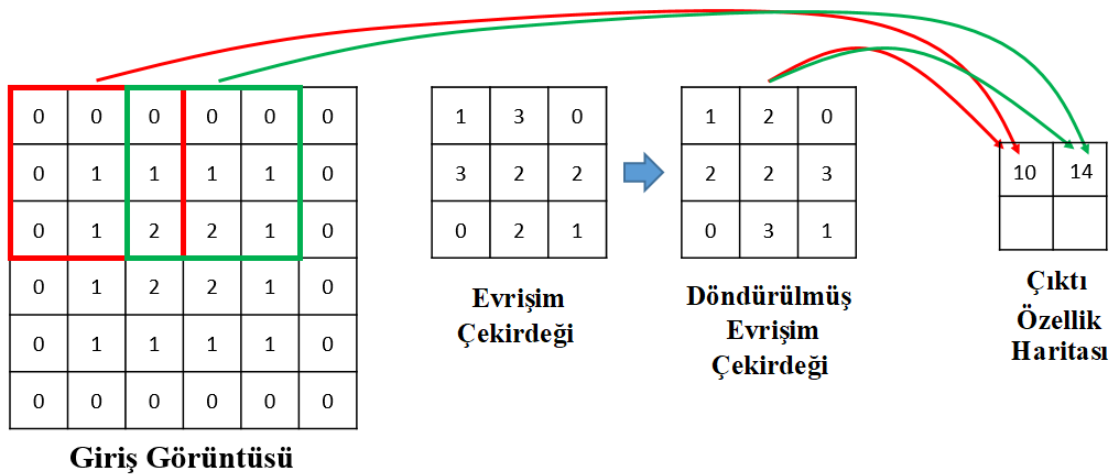 0 0 0 0 0 0
0 1 1 1 1 0
0 1 2 2 1 0
0 1 2 2 1 0
0 1 1 1 1 0
0 0 0 0 0 0
Giriş Görüntüsü
1 3 0
3 2 2
0 2 1
Evrişim
Çekirdeği
1 2 0
2 2 3
0 3 1
Döndürülmüş
Evrişim
Çekirdeği
10 14
Çıktı
Özellik
Haritası